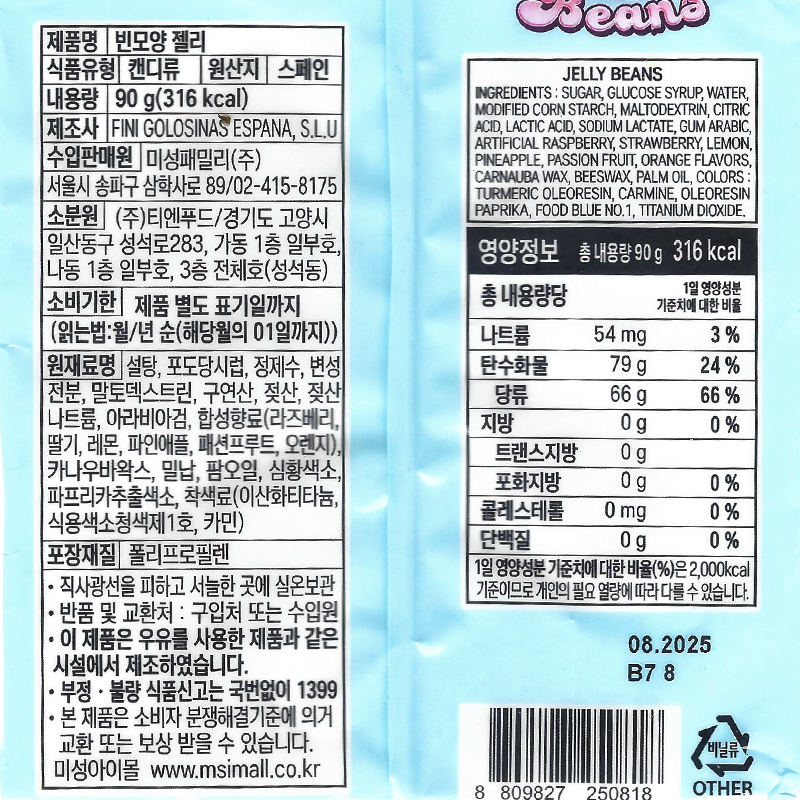 제품명 빈모양 젤리
식품유형 캔디류 원산지 스페인
내용량 90 g(316 kcal)
제조사 FINI GOLOSINAS ESPANA, S.L.U
수입판매원 미성패밀리(주)
서울시 송파구 삼학사로 89/02-415-8175
소분원 (주)티엔푸드/경기도 고양시
일산동구 성석로283, 가동 1층 일부호,
나동 1층 일부호, 3층 전체호(성석동)
소비기한 제품 별도 표기일까지
(읽는법:월/년 순(해당월의 01일까지))
원재료명 설탕, 포도당시럽, 정제수, 변성
전분, 말토덱스트린, 구연산, 젖산, 젖산
나트륨, 아라비아검, 합성향료(라즈베리,
딸기, 레몬, 파인애플, 패션프루트, 오렌지),
카나우바왁스, 밀납, 팜오일, 심황색소,
파프리카추출색소, 착색료(이산화티타늄,
식용색소청색제1호, 카민)
포장재질 폴리프로필렌
· 직사광선을 피하고 서늘한 곳에 실온보관
· 반품 및 교환처 : 구입처 또는 수입원
· 이 제품은 우유를 사용한 제품과 같은
시설에서 제조하였습니다.
· 부정 · 불량 식품신고는 국번없이 1399
· 본 제품은 소비자 분쟁해결기준에 의거
교환 또는 보상 받을 수 있습니다.
미성아이몰 www.msimall.co.kr
Beans
JELLY BEANS
INGREDIENTS : SUGAR, GLUCOSE SYRUP, WATER,
MODIFIED CORN STARCH, MALTODEXTRIN, CITRIC
ACID, LACTIC ACID, SODIUM LACTATE, GUM ARABIC,
ARTIFICIAL RASPBERRY, STRAWBERRY, LEMON,
PINEAPPLE, PASSION FRUIT, ORANGE FLAVORS,
CARNAUBA WAX, BEESWAX, PALM OIL, COLORS :
TURMERIC OLEORESIN, CARMINE, OLEORESIN
PAPRIKA, FOOD BLUE NO.1, TITANIUM DIOXIDE.
영양정보 총 내용량 90 g 316 kcal
총 내용량당 1일 영양성분
기준치에 대한 비율
나트륨 54 mg 3 %
탄수화물 79 g 24 %
당류 66 g 66 %
지방 0 g 0 %
트랜스지방 0 g
포화지방 0 g 0 %
콜레스테롤 0 mg 0 %
단백질 0 g 0 %
1일 영양성분 기준치에 대한 비율(%)은 2,000kcal
기준이므로 개인의 필요 열량에 따라 다를 수 있습니다.
08.2025
B7 8
8 809827 250818
비닐류
OTHER